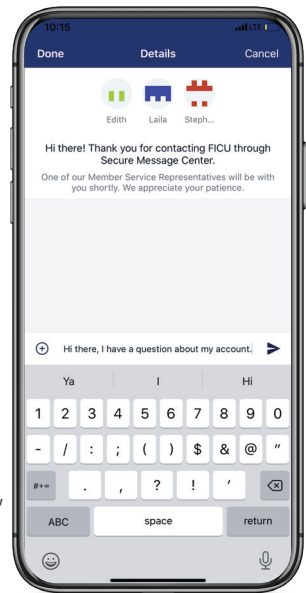 10:15 LTE
Done Details Cancel
Edith Laila Steph...
Hi there! Thank you for contacting FICU through
Secure Message Center.
One of our Member Service Representatives will be with
you shortly. We appreciate your patience.
Hi there, I have a question about my account.
Ya I Hi
1 2 3 4 5 6 7 8 9 0
- / : ; ( ) $ & @ "
#+= . , ? ! '
ABC space return